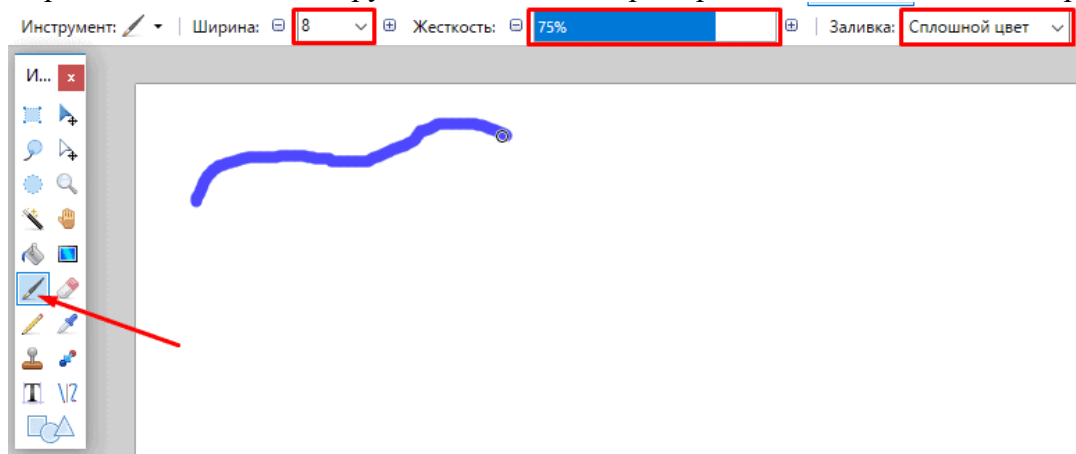 Инструмент: Ширина: 8 Жесткость: 75% Заливка: Сплошной цвет
И... x